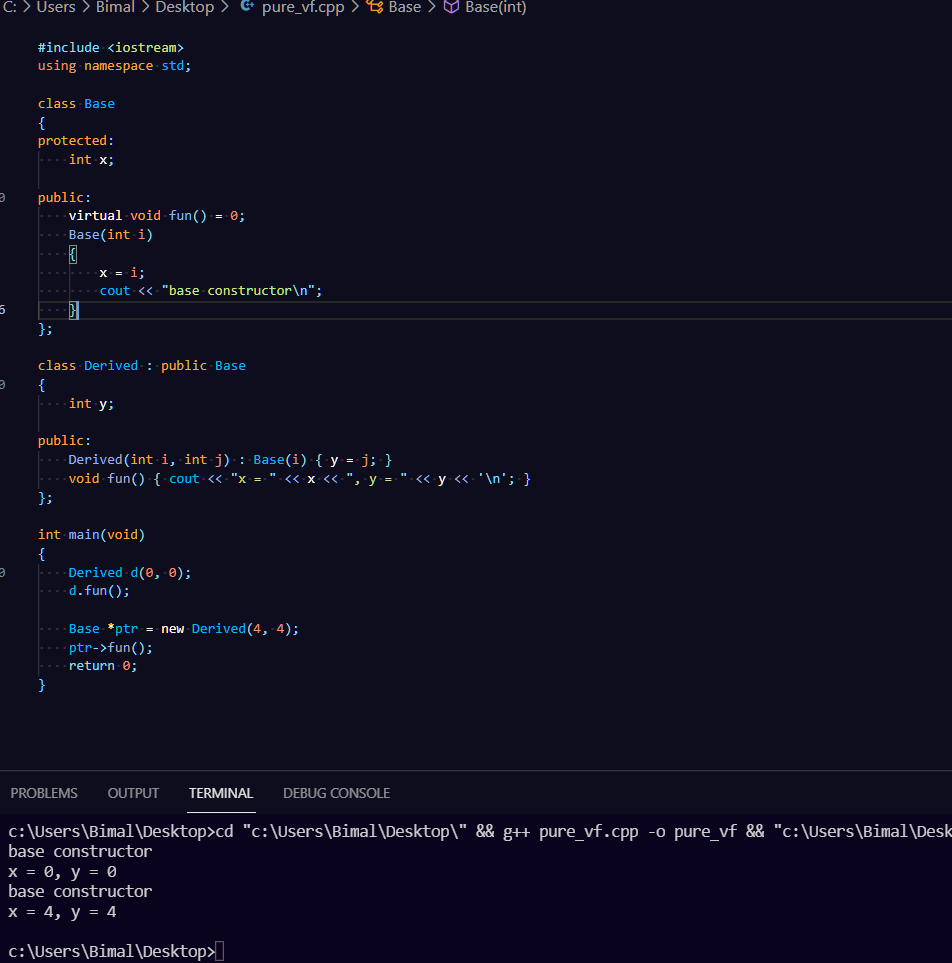 C: > Users > Bimal > Desktop > pure_vf.cpp > Base > Base(int)
#include <iostream>
using namespace std;
class Base
{
protected:
int x;
0
public:
virtual void fun() = 0;
Base(int i)
{
x = i;
cout << "base constructor\n";
6
}
};
class Derived : public Base
0
{
int y;
public:
Derived(int i, int j) : Base(i) { y = j; }
void fun() { cout << "x = " << x << ", y = " << y << '\n'; }
};
int main(void)
{
0
Derived d(0, 0);
d.fun();
Base *ptr = new Derived(4, 4);
ptr->fun();
return 0;
}
PROBLEMS OUTPUT TERMINAL DEBUG CONSOLE
c:\Users\Bimal\Desktop>cd "c:\Users\Bimal\Desktop\" && g++ pure_vf.cpp -o pure_vf && "c:\Users\Bimal\Desk
base constructor
x = 0, y = 0
base constructor
x = 4, y = 4
c:\Users\Bimal\Desktop>